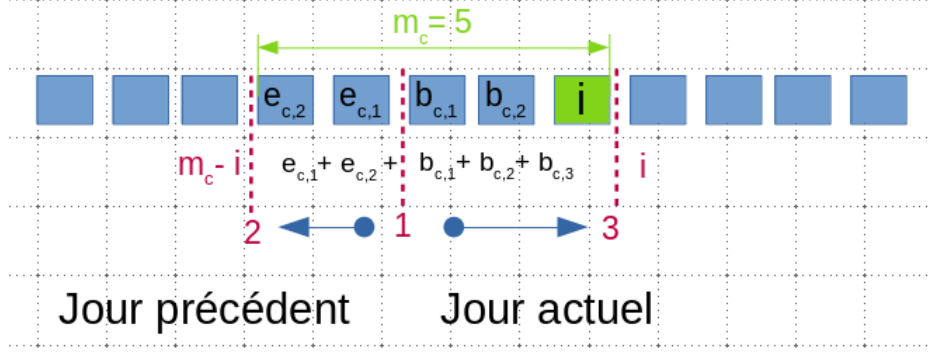 m_c= 5
e_c,2 e_c,1 b_c,1 b_c,2 i
m_c- i e_c,1+ e_c,2 + b_c,1+ b_c,2+ b_c,3 i
2 1 3
Jour précédent Jour actuel